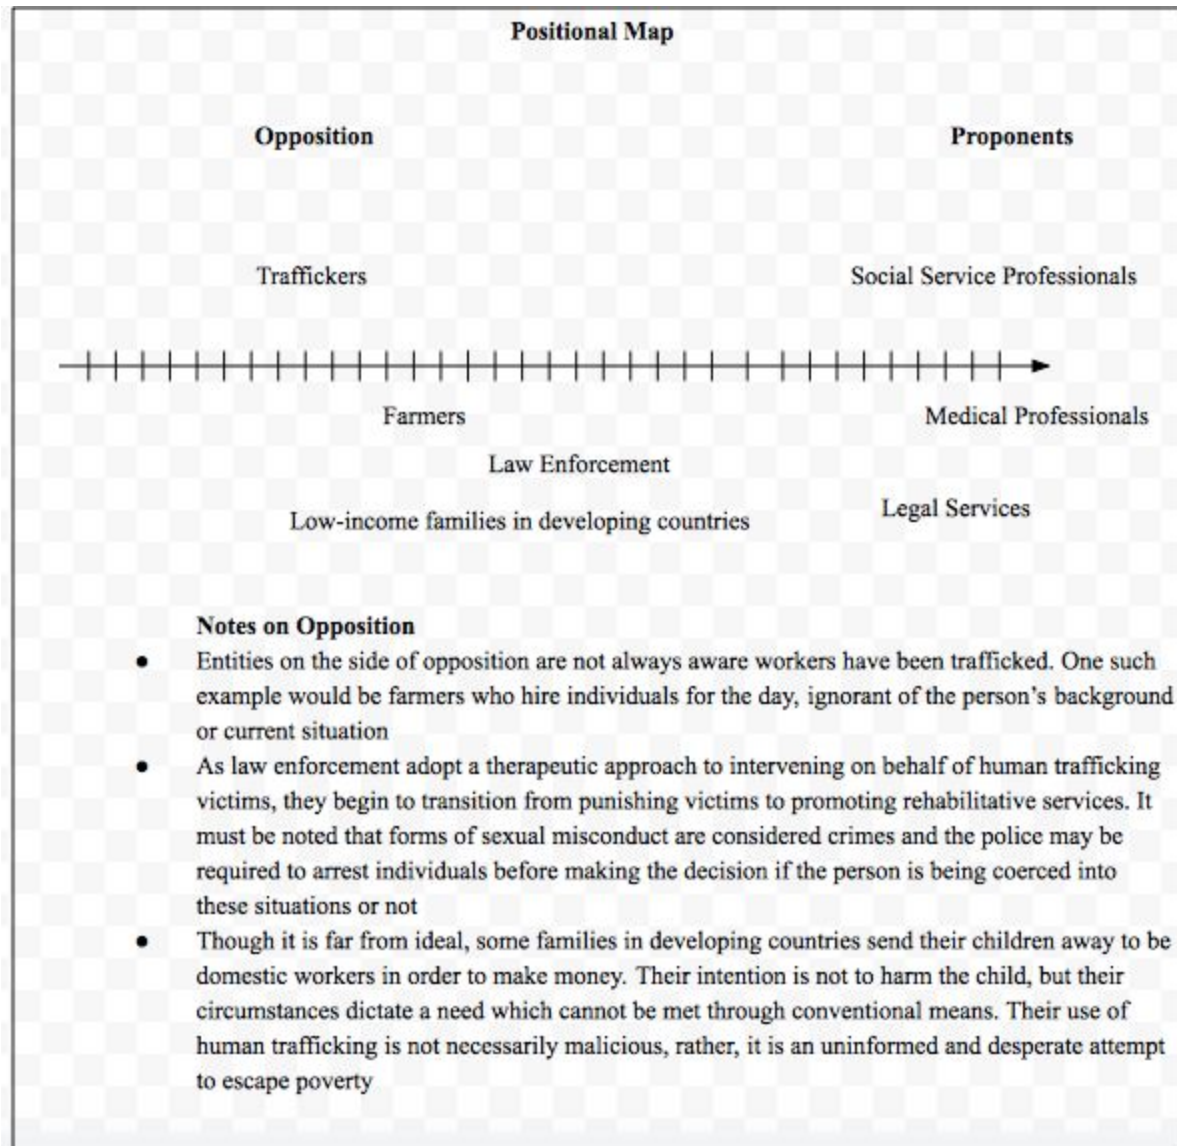 Positional Map
Opposition Proponents
Traffickers Social Service Professionals
Farmers Medical Professionals
Law Enforcement
Legal Services
Low-income families in developing countries
Notes on Opposition
● Entities on the side of opposition are not always aware workers have been trafficked. One such
example would be farmers who hire individuals for the day, ignorant of the person’s background
or current situation
● As law enforcement adopt a therapeutic approach to intervening on behalf of human trafficking
victims, they begin to transition from punishing victims to promoting rehabilitative services. It
must be noted that forms of sexual misconduct are considered crimes and the police may be
required to arrest individuals before making the decision if the person is being coerced into
these situations or not
● Though it is far from ideal, some families in developing countries send their children away to be
domestic workers in order to make money. Their intention is not to harm the child, but their
circumstances dictate a need which cannot be met through conventional means. Their use of
human trafficking is not necessarily malicious, rather, it is an uninformed and desperate attempt
to escape poverty